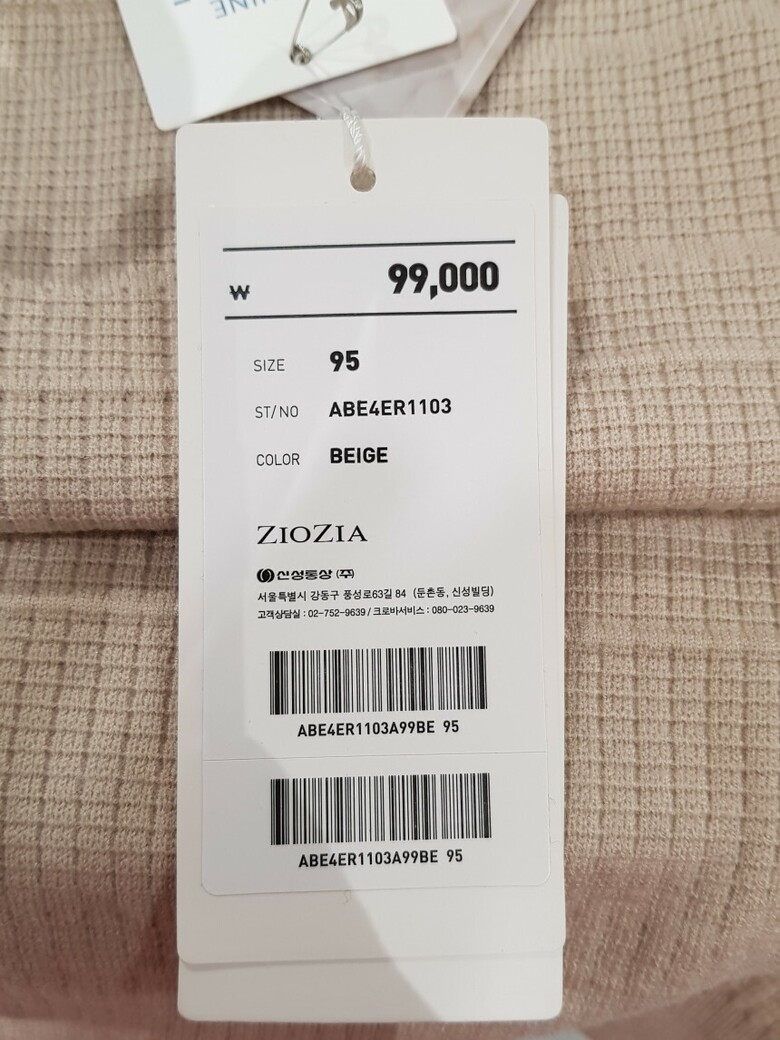 HINE
₩ 99,000
SIZE 95
ST/NO ABE4ER1103
COLOR BEIGE
ZIOZIA
신성통상 (주)
서울특별시 강동구 풍성로63길 84 (둔촌동, 신성빌딩)
고객상담실 : 02-752-9639 / 크로바서비스 : 080-023-9639
ABE4ER1103A99BE 95
ABE4ER1103A99BE 95